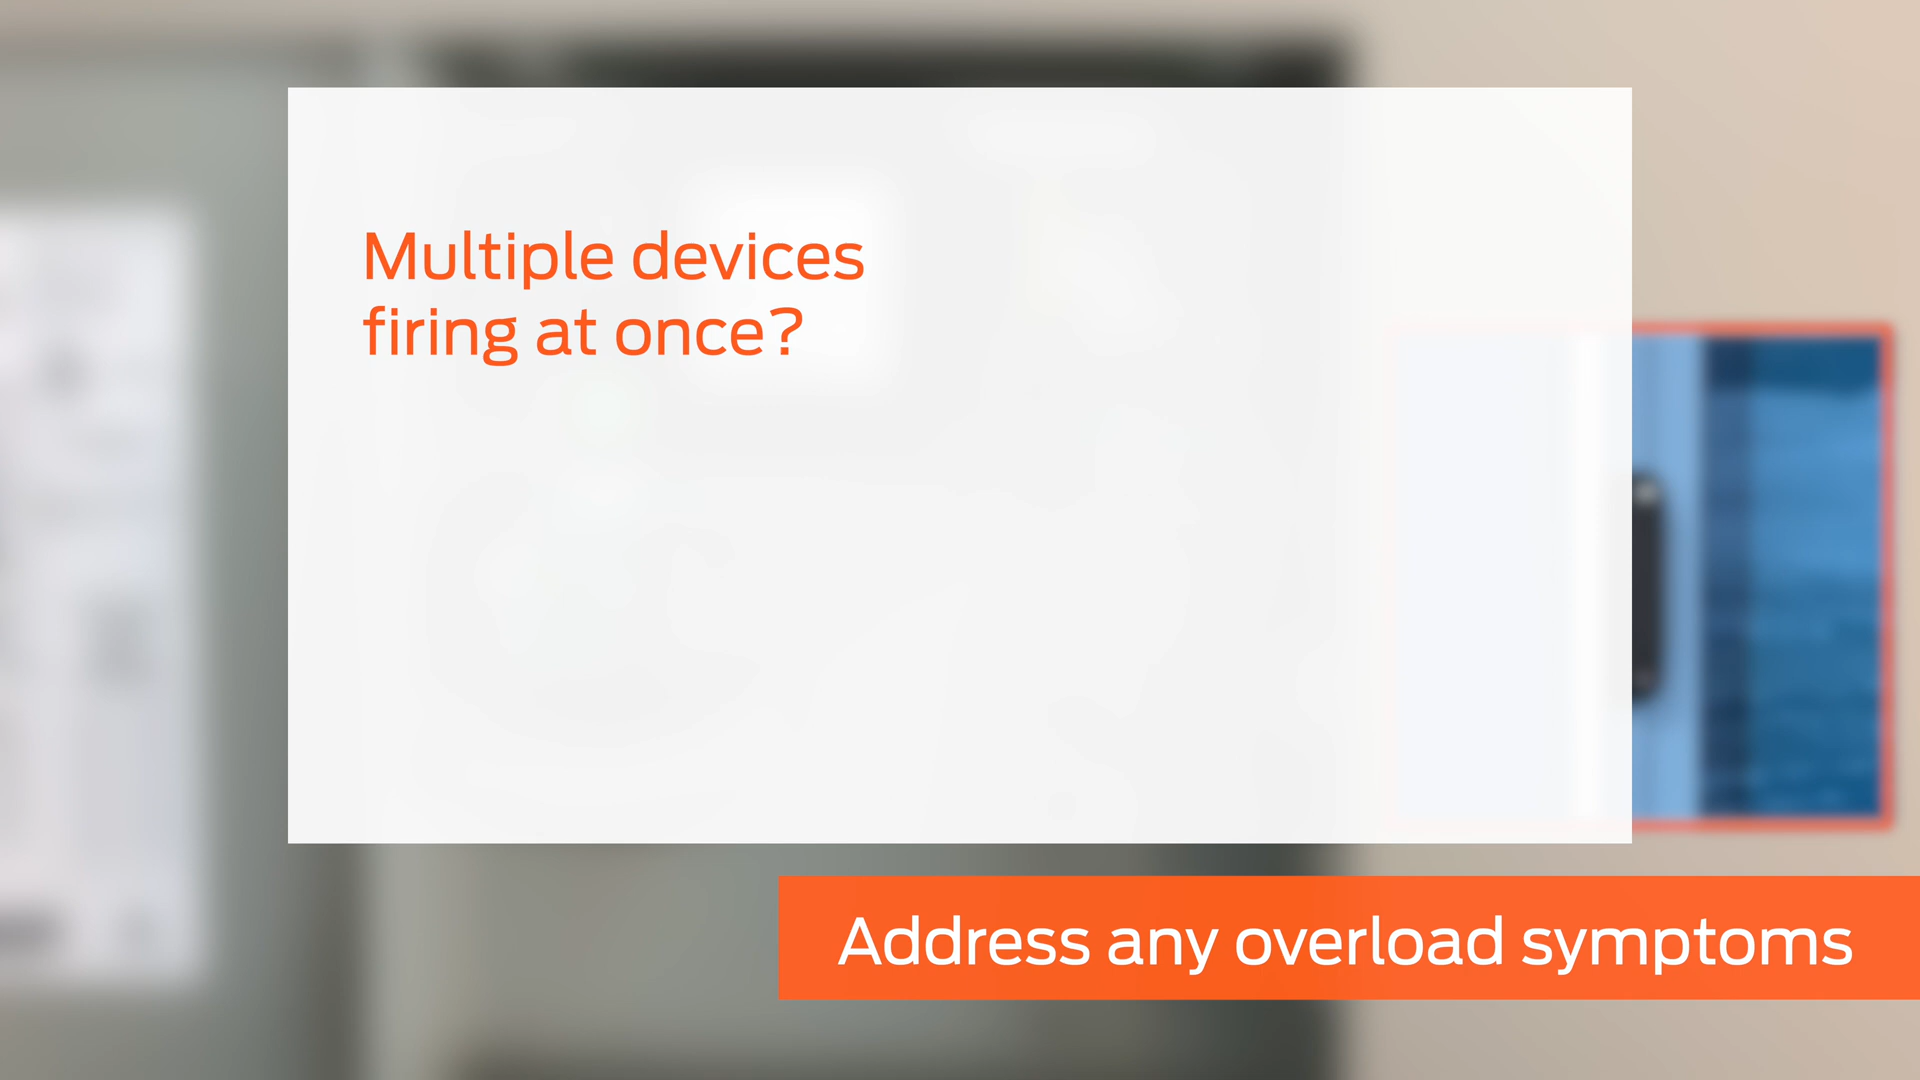 Multiple devices
firing at once?
Address any overload symptoms